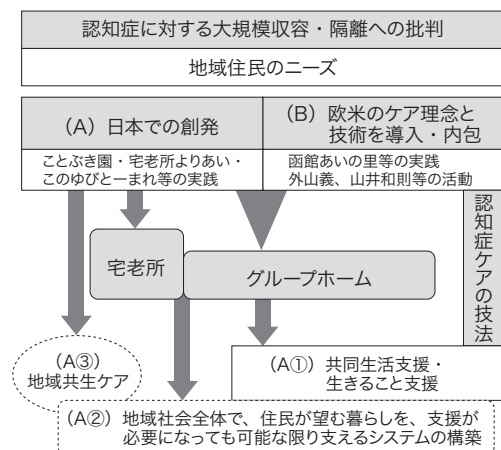 認知症に対する大規模収容・隔離への批判
地域住民のニーズ
(A) 日本での創発
ことぶき園・宅老所よりあい・
このゆびとーまれ等の実践
(B) 欧米のケア理念と
技術を導入・内包
函館あいの里等の実践
外山義、山井和則等の活動
認知症ケアの技法
宅老所
グループホーム
(A③)
地域共生ケア
(A①) 共同生活支援・
生きること支援
(A②) 地域社会全体で、住民が望む暮らしを、支援が
必要になっても可能な限り支えるシステムの構築